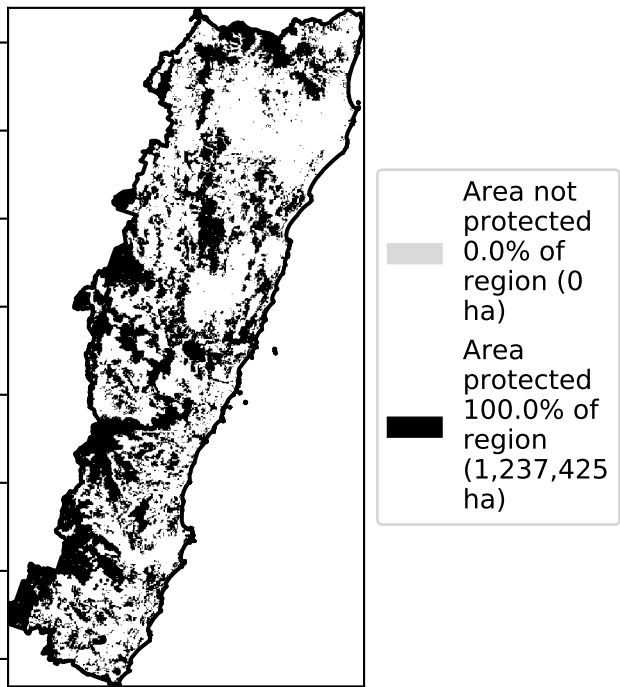 Area not
protected
0.0% of
region (0
ha)
Area
protected
100.0% of
region
(1,237,425
ha)